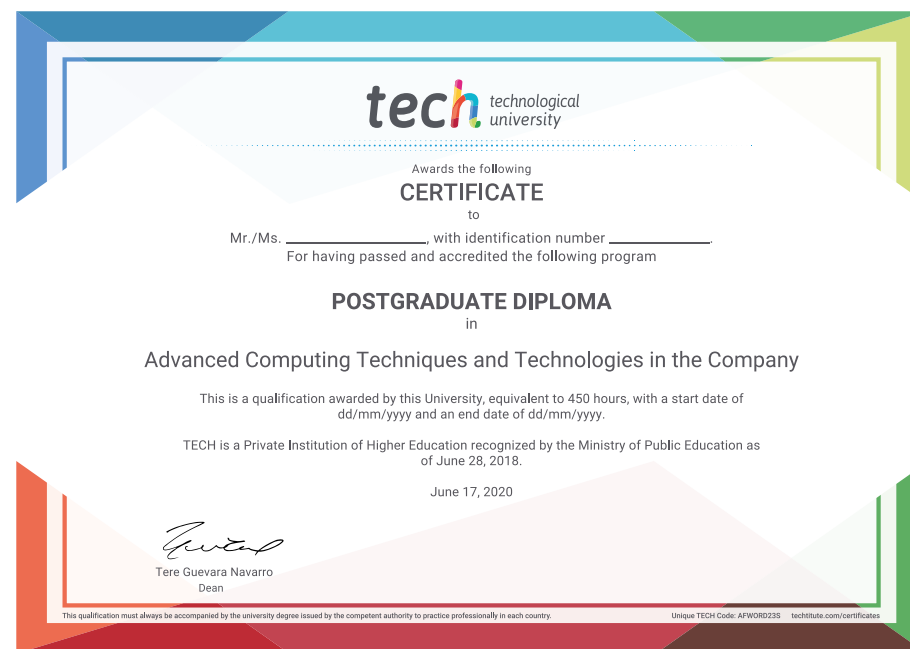 tech technological
university
Awards the following
CERTIFICATE
to
Mr./Ms. ____________, with identification number ____________.
For having passed and accredited the following program
POSTGRADUATE DIPLOMA
in
Advanced Computing Techniques and Technologies in the Company
This is a qualification awarded by this University, equivalent to 450 hours, with a start date of
dd/mm/yyyy and an end date of dd/mm/yyyy.
TECH is a Private Institution of Higher Education recognized by the Ministry of Public Education as
of June 28, 2018.
June 17, 2020
Tere Guevara Navarro
Dean
This qualification must always be accompanied by the university degree issued by the competent authority to practice professionally in each country.
Unique TECH Code: AFWORD23S techtitute.com/certificates